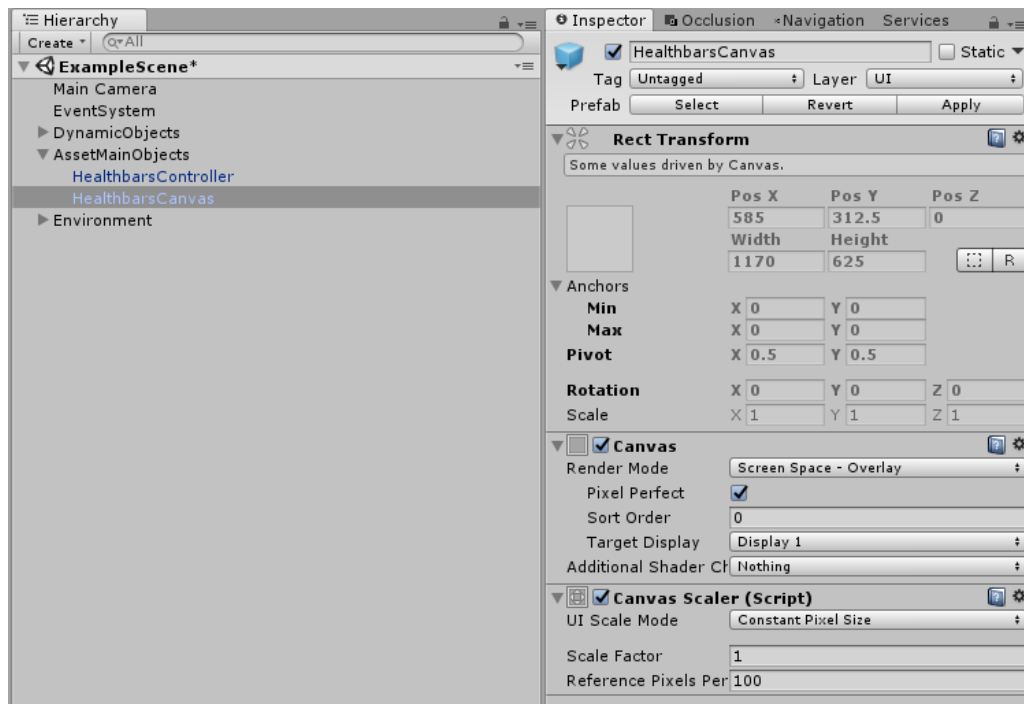 Hierarchy
Create All
ExampleScene*
Main Camera
EventSystem
DynamicObjects
AssetMainObjects
HealthbarsController
HealthbarsCanvas
Environment
Inspector Occlusion Navigation Services
HealthbarsCanvas Static
Tag Untagged Layer UI
Prefab Select Revert Apply
Rect Transform
Some values driven by Canvas.
Pos X Pos Y Pos Z
585 312.5 0
Width Height
1170 625 R
Anchors
Min X 0 Y 0
Max X 0 Y 0
Pivot X 0.5 Y 0.5
Rotation X 0 Y 0 Z 0
Scale X 1 Y 1 Z 1
Canvas
Render Mode Screen Space - Overlay
Pixel Perfect
Sort Order 0
Target Display Display 1
Additional Shader Ch Nothing
Canvas Scaler (Script)
UI Scale Mode Constant Pixel Size
Scale Factor 1
Reference Pixels Per 100